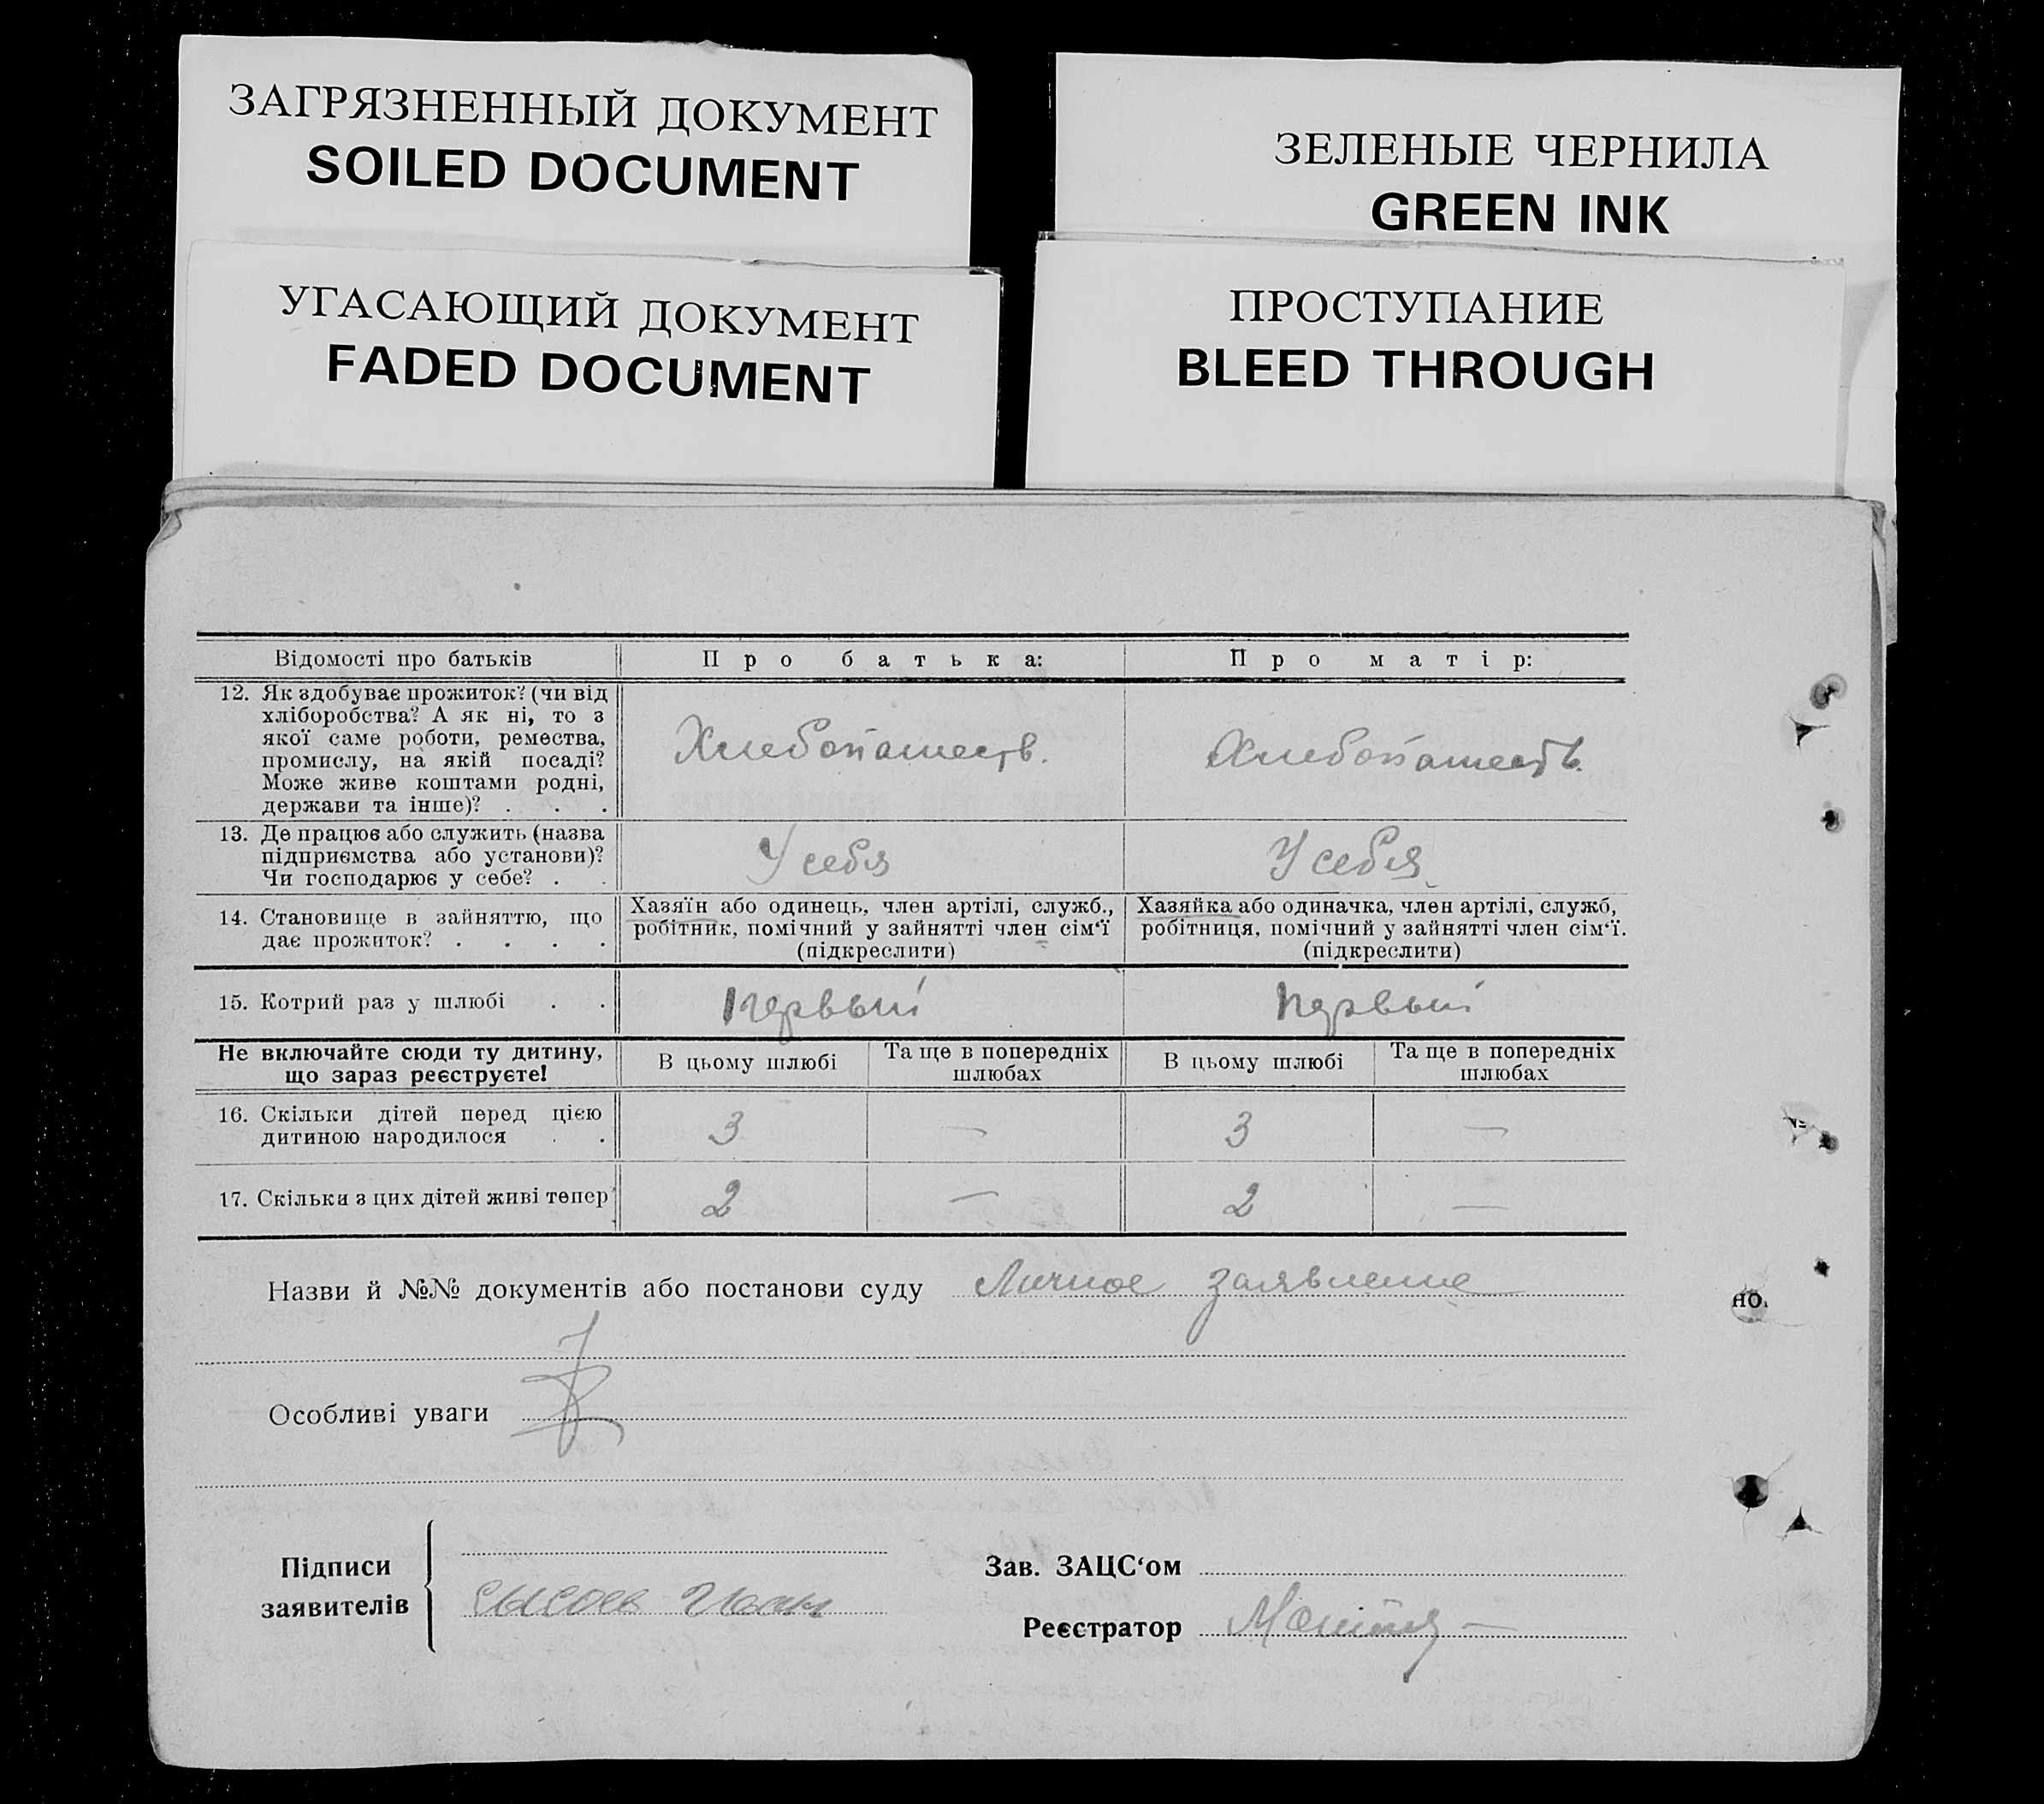 ЗАГРЯЗНЕННЫЙ ДОКУМЕНТ
SOILED DOCUMENT
ЗЕЛЕНЫЕ ЧЕРНИЛА
GREEN INK
УГАСАЮЩИЙ ДОКУМЕНТ
FADED DOCUMENT
ПРОСТУПАНИЕ
BLEED THROUGH
Відомості про батьків
Про батька:
Про матір:
12. Як здобуває прожиток? (чи від
хліборобства? А як ні, то з
якої саме роботи, ремества,
промислу, на якій посаді?
Може живе коштами родні,
держави та інше)? . . .
Хлебопашеств.
Хлебопашеств.
13. Де працює або служить (назва
підприємства або установи)?
Чи господарює у себе? . .
У себя
У себя
14. Становище в зайняттю, що
дає прожиток? . . . .
Хазяїн або одинець, член артілі, служб.,
робітник, помічний у зайнятті член сім‘ї
(підкреслити)
Хазяйка або одиначка, член артілі, служб,
робітниця, помічний у зайнятті член сім‘ї.
(підкреслити)
15. Котрий раз у шлюбі . .
первый
первый
Не включайте сюди ту дитину,
що зараз реєструєте!
В цьому шлюбі
Та ще в попередніх
шлюбах
В цьому шлюбі
Та ще в попередніх
шлюбах
16. Скільки дітей перед цією
дитиною народилося . .
3 — 3 —
17. Скільки з цих дітей живі тепер
2 — 2 —
Назви й №№ документів або постанови суду Личное заявление
Особливі уваги
Підписи
заявителів
Сысоев Иван
Зав. ЗАЦС‘ом
Реєстратор
но.